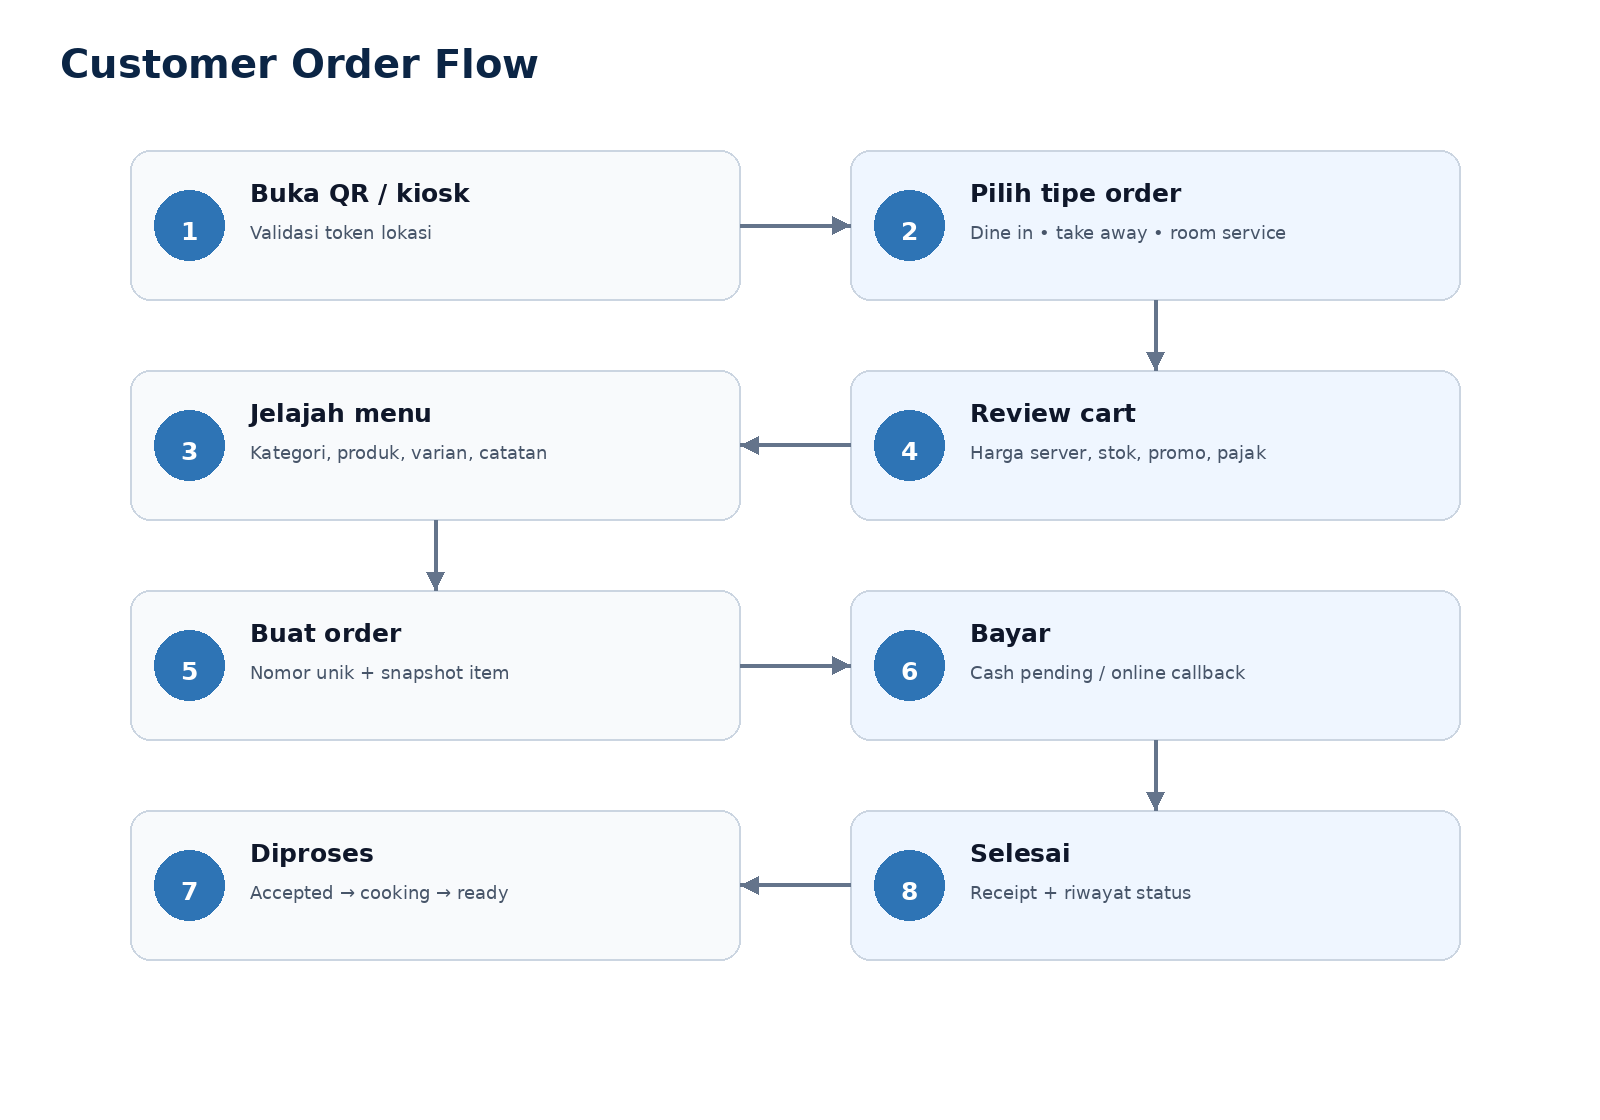 Customer Order Flow
1
Buka QR / kiosk
Validasi token lokasi
2
Pilih tipe order
Dine in • take away • room service
3
Jelajah menu
Kategori, produk, varian, catatan
4
Review cart
Harga server, stok, promo, pajak
5
Buat order
Nomor unik + snapshot item
6
Bayar
Cash pending / online callback
7
Diproses
Accepted → cooking → ready
8
Selesai
Receipt + riwayat status